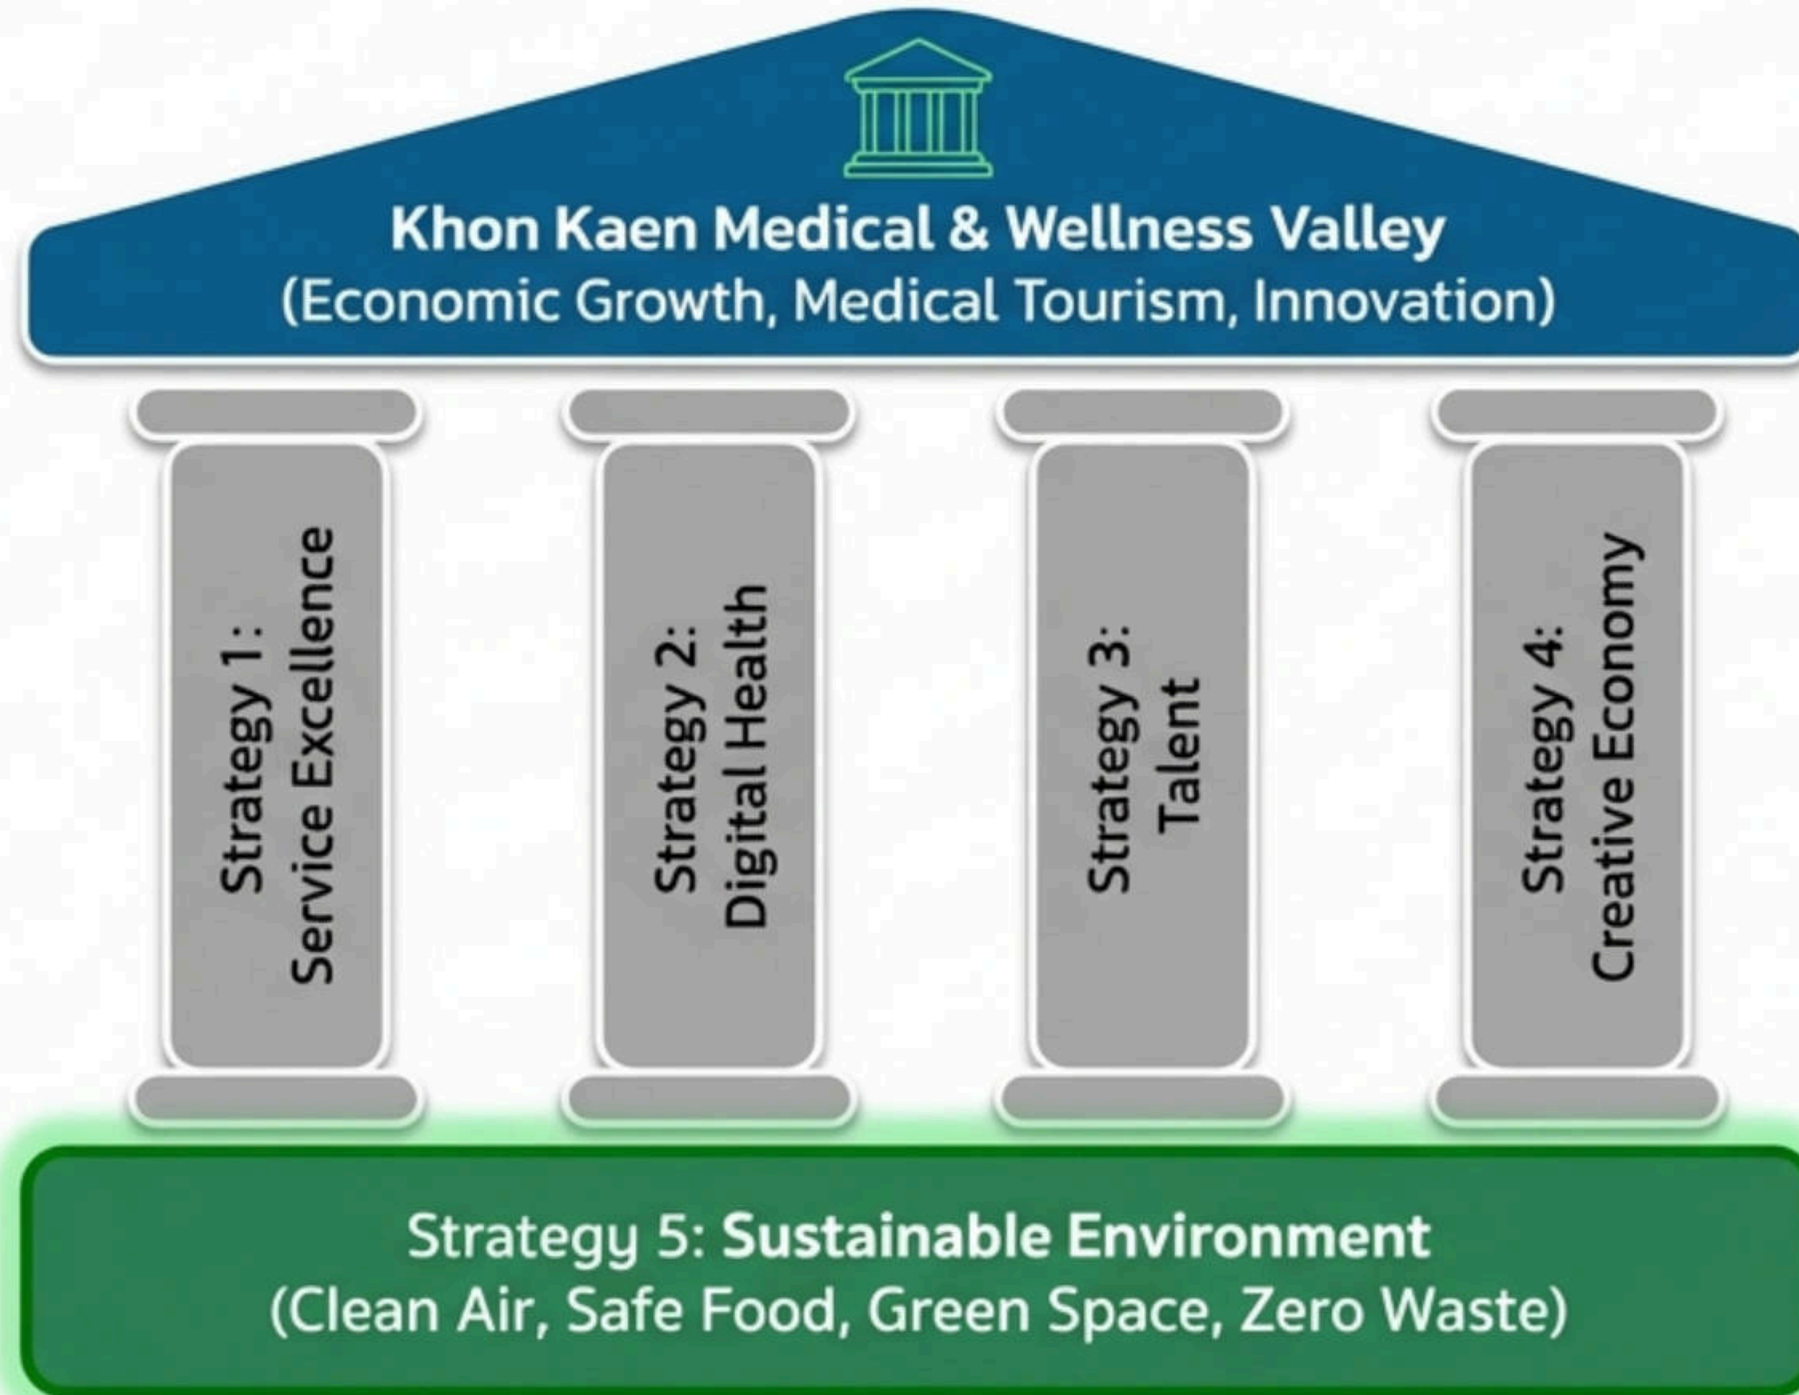 Khon Kaen Medical & Wellness Valley
(Economic Growth, Medical Tourism, Innovation)
Strategy 1:
Service Excellence
Strategy 2:
Digital Health
Strategy 3:
Talent
Strategy 4:
Creative Economy
Strategy 5: Sustainable Environment
(Clean Air, Safe Food, Green Space, Zero Waste)